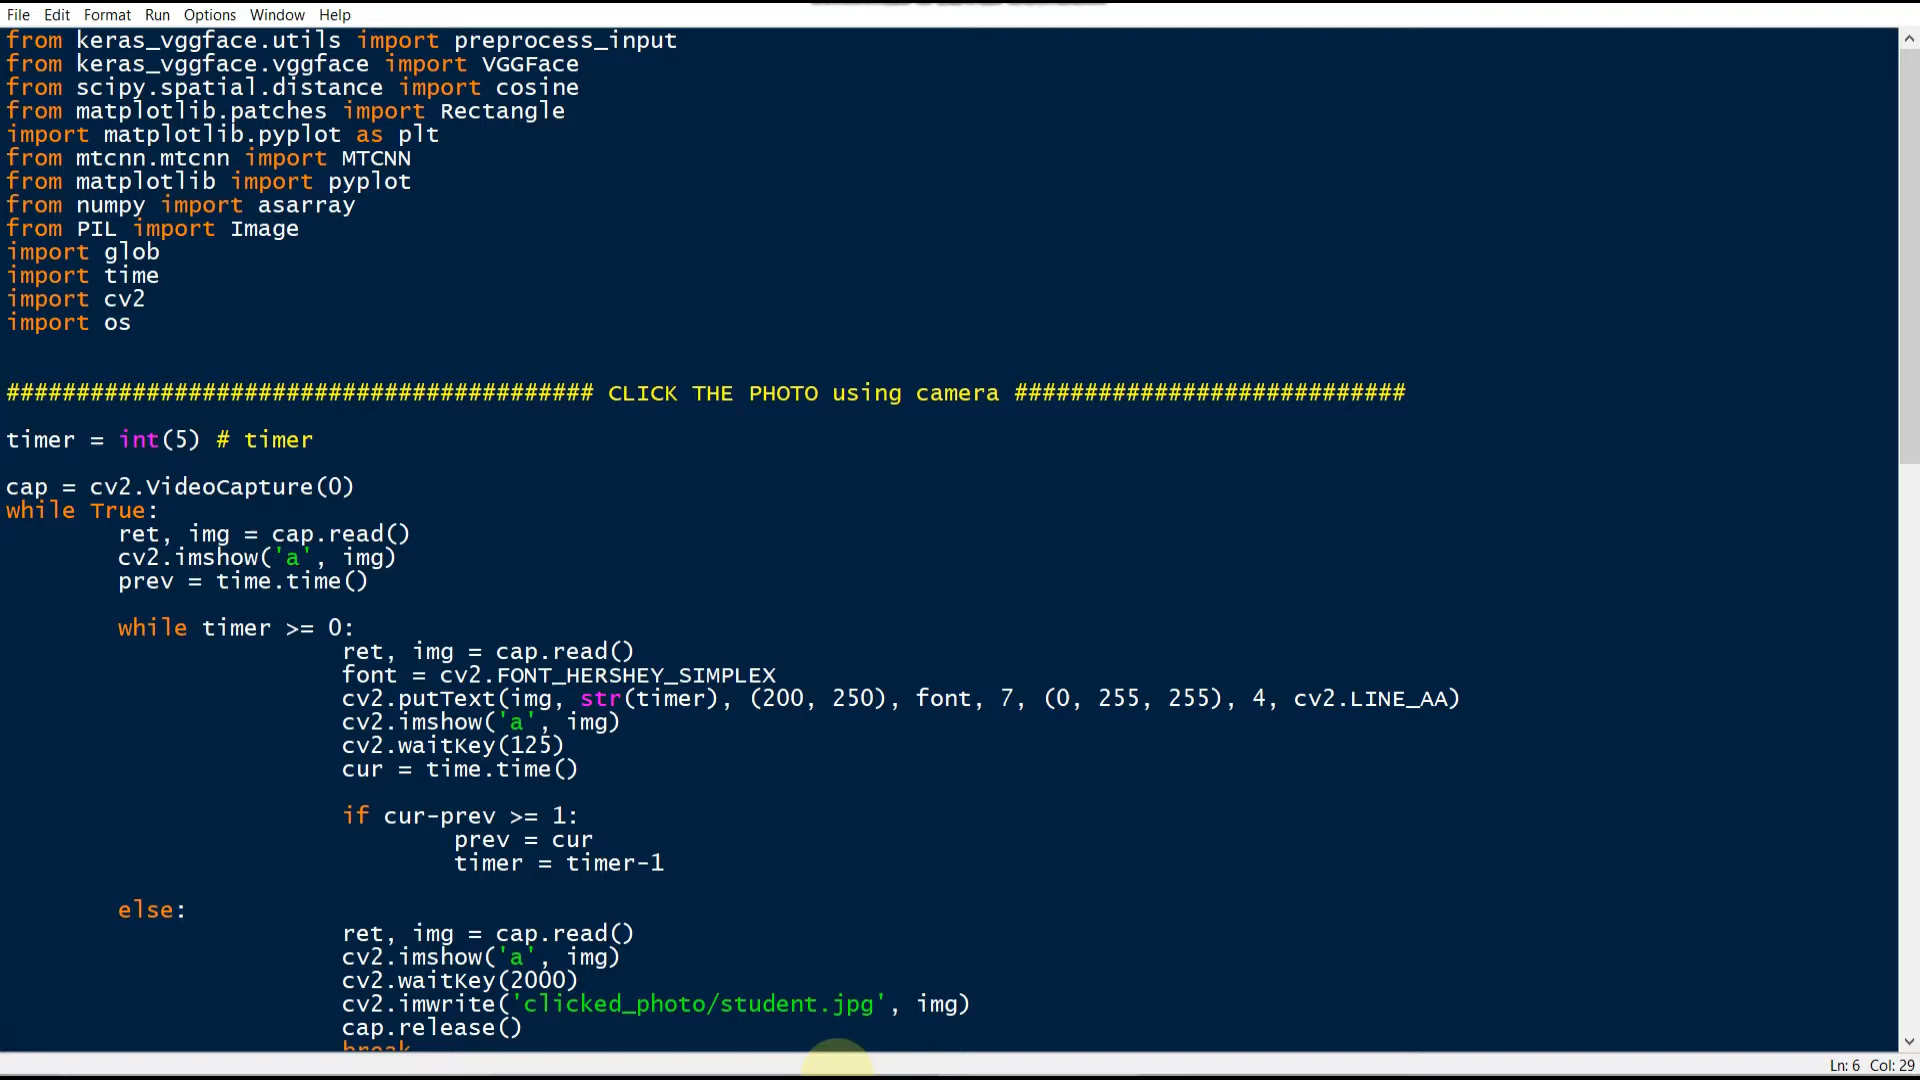 File Edit Format Run Options Window Help
from keras_vggface.utils import preprocess_input
from keras_vggface.vggface import VGGFace
from scipy.spatial.distance import cosine
from matplotlib.patches import Rectangle
import matplotlib.pyplot as plt
from mtcnn.mtcnn import MTCNN
from matplotlib import pyplot
from numpy import asarray
from PIL import Image
import glob
import time
import cv2
import os
########################################## CLICK THE PHOTO using camera ############################
timer = int(5) # timer
cap = cv2.VideoCapture(0)
while True:
ret, img = cap.read()
cv2.imshow('a', img)
prev = time.time()
while timer >= 0:
ret, img = cap.read()
font = cv2.FONT_HERSHEY_SIMPLEX
cv2.putText(img, str(timer), (200, 250), font, 7, (0, 255, 255), 4, cv2.LINE_AA)
cv2.imshow('a', img)
cv2.waitKey(125)
cur = time.time()
if cur-prev >= 1:
prev = cur
timer = timer-1
else:
ret, img = cap.read()
cv2.imshow('a', img)
cv2.waitKey(2000)
cv2.imwrite('clicked_photo/student.jpg', img)
cap.release()
break
Ln: 6 Col: 29